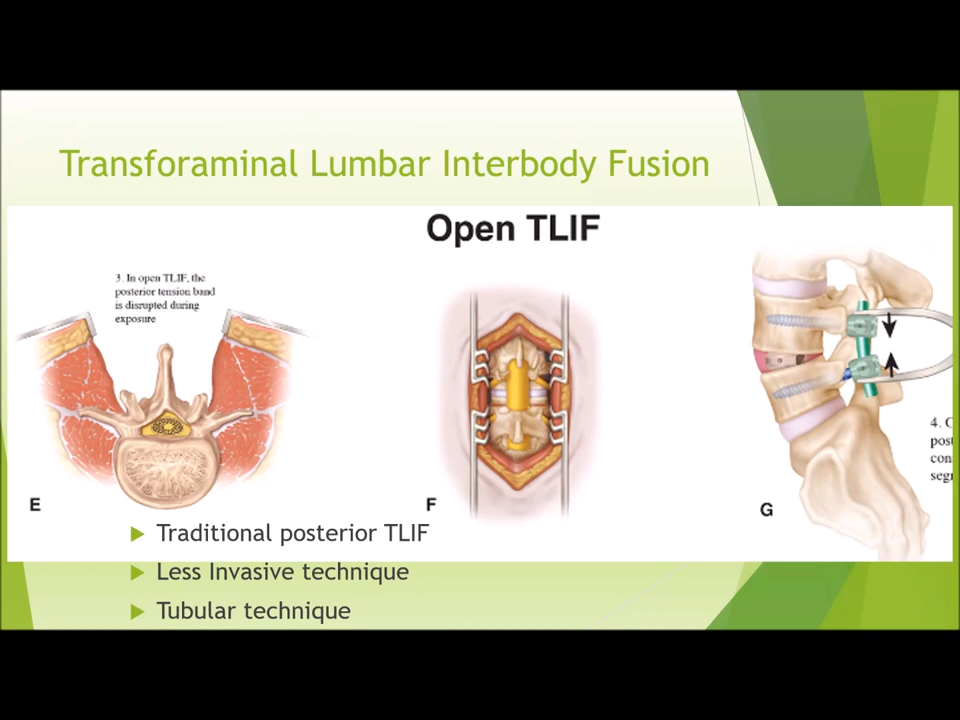 Transforaminal Lumbar Interbody Fusion
Open TLIF
3. In open TLIF, the
posterior tension band
is disrupted during
exposure
4. C
post
con
segr
E
F
G
Traditional posterior TLIF
Less Invasive technique
Tubular technique